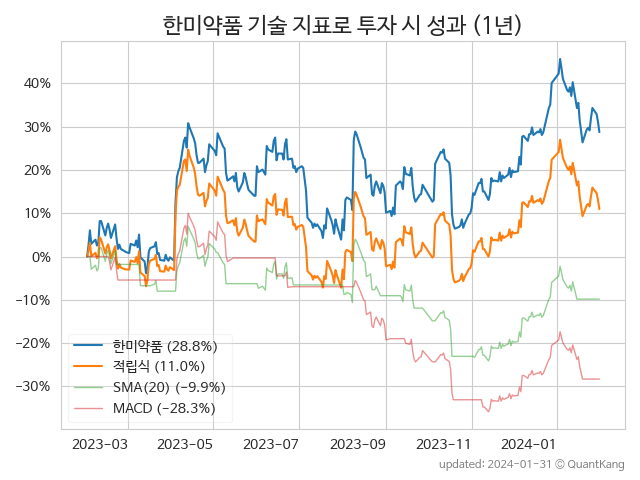 한미약품 기술 지표로 투자 시 성과 (1년)
40%
30%
20%
10%
0%
−10%
−20%
−30%
한미약품 (28.8%)
적립식 (11.0%)
SMA(20) (−9.9%)
MACD (−28.3%)
2023-03 2023-05 2023-07 2023-09 2023-11 2024-01
updated: 2024-01-31 © QuantKang